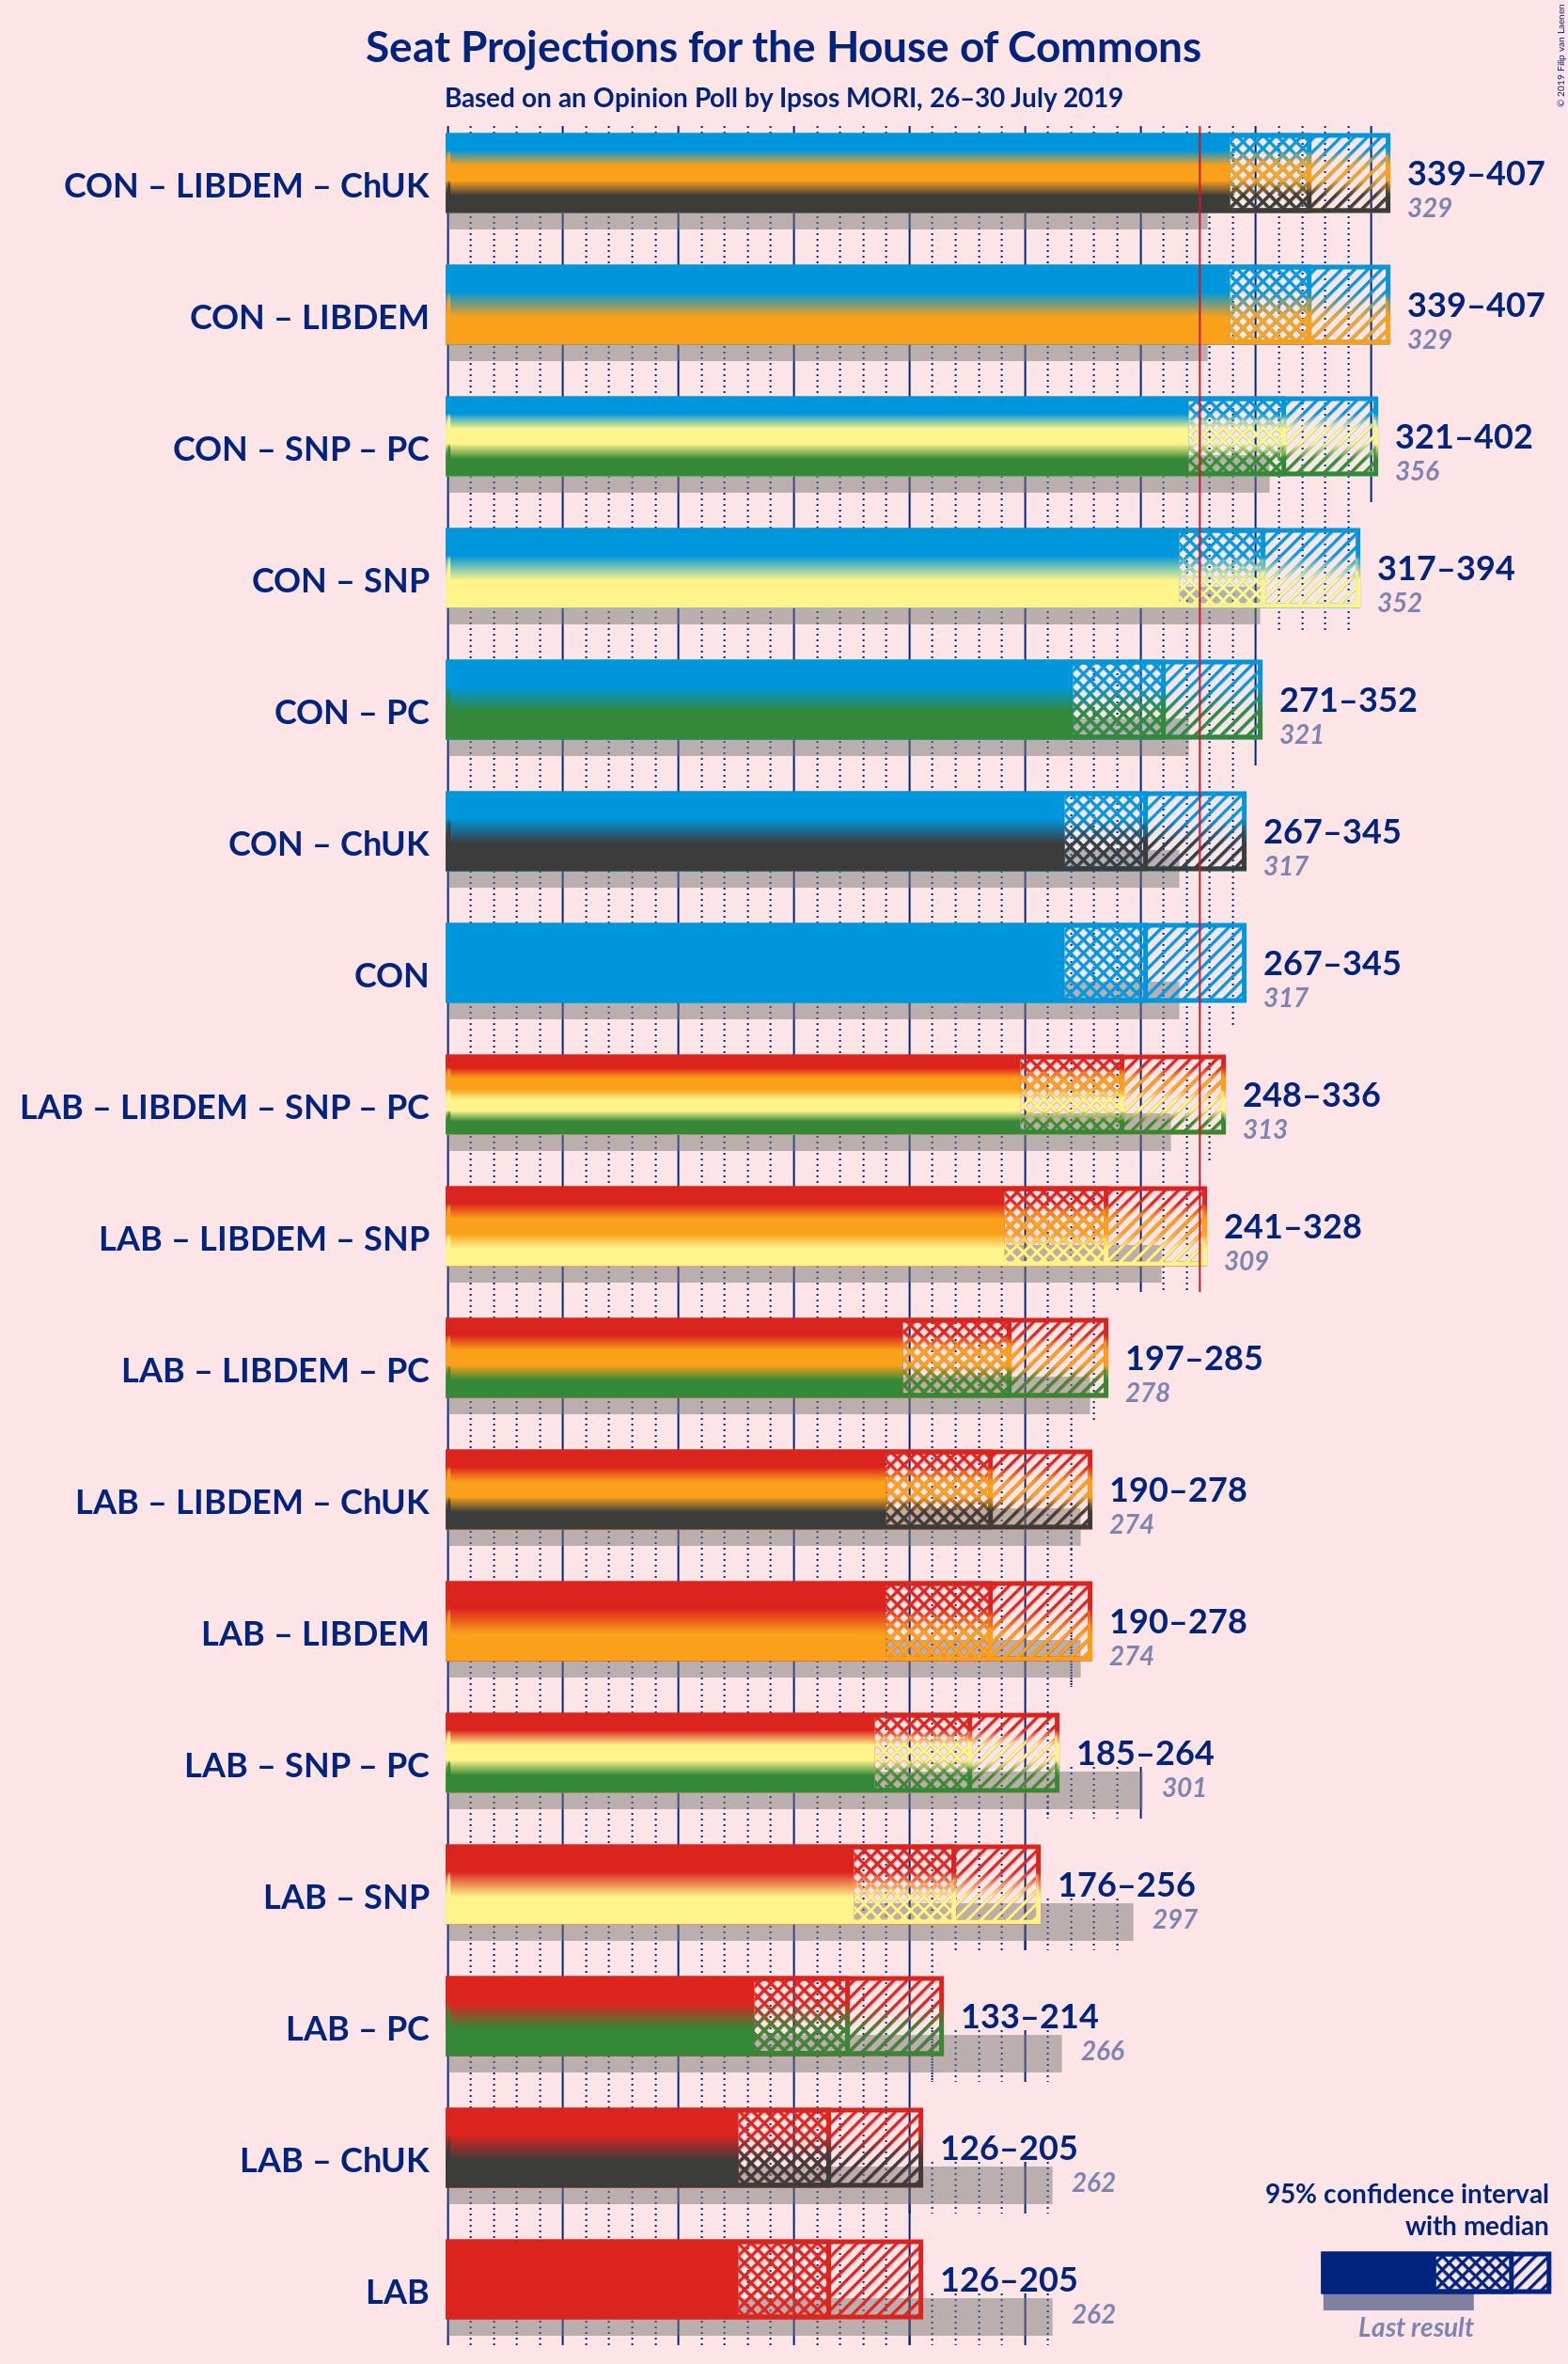 © 2019 Filip van Laenen
Seat Projections for the House of Commons
Based on an Opinion Poll by Ipsos MORI, 26–30 July 2019
CON – LIBDEM – ChUK
339–407
329
CON – LIBDEM
339–407
329
CON – SNP – PC
321–402
356
CON – SNP
317–394
352
CON – PC
271–352
321
CON – ChUK
267–345
317
CON
267–345
317
LAB – LIBDEM – SNP – PC
248–336
313
LAB – LIBDEM – SNP
241–328
309
LAB – LIBDEM – PC
197–285
278
LAB – LIBDEM – ChUK
190–278
274
LAB – LIBDEM
190–278
274
LAB – SNP – PC
185–264
301
LAB – SNP
176–256
297
LAB – PC
133–214
266
LAB – ChUK
126–205
262
LAB
126–205
262
95% confidence interval
with median
Last result